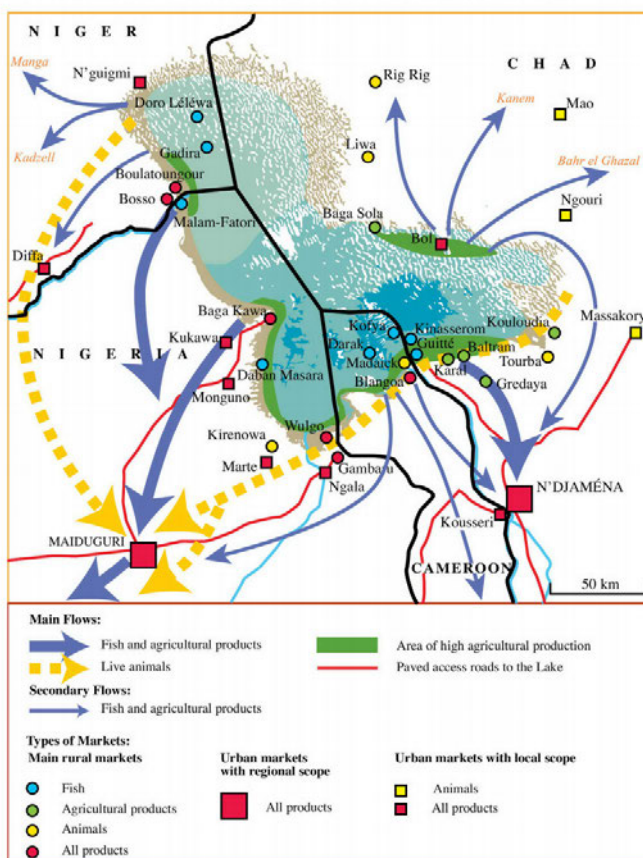 NIGER
CHAD
Manga
N'guigmi
Rig Rig
Kanem
Mao
Doro Léléwa
Kadzell
Gadira
Liwa
Bahr el Ghazal
Boulatoungour
Bosso
Malam-Fatori
Baga Sola
Bol
Ngouri
Diffa
Baga Kawa
Kukawa
NIGERIA
Kofya
Kinasserom
Kouloudia
Massakory
Darak
Guitté
Baltram
Daban Masara
Madaick
Karal
Tourba
Monguno
Blangoa
Gredaya
Wulgo
Kirenowa
Marte
Gambaru
Ngala
N'DJAMÉNA
Kousseri
MAIDUGURI
CAMEROON
50 km
Main Flows:
Fish and agricultural products
Area of high agricultural production
Live animals
Paved access roads to the Lake
Secondary Flows:
Fish and agricultural products
Types of Markets:
Main rural markets
Urban markets
with regional scope
Urban markets with local scope
Fish
Animals
Agricultural products
All products
All products
Animals
All products